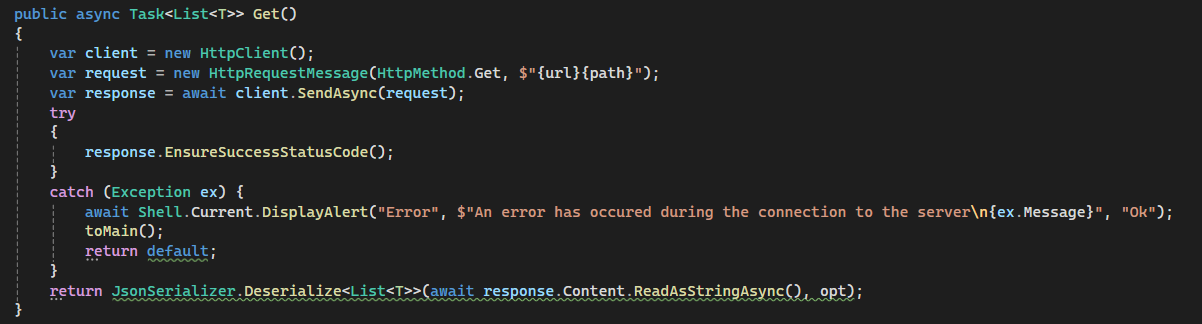 public async Task<List<T>> Get()
{
    var client = new HttpClient();
    var request = new HttpRequestMessage(HttpMethod.Get, $"{url}{path}");
    var response = await client.SendAsync(request);
    try
    {
        response.EnsureSuccessStatusCode();
    }
    catch (Exception ex) {
        await Shell.Current.DisplayAlert("Error", $"An error has occured during the connection to the server\n{ex.Message}", "Ok");
        toMain();
        return default;
    }
    return JsonSerializer.Deserialize<List<T>>(await response.Content.ReadAsStringAsync(), opt);
}